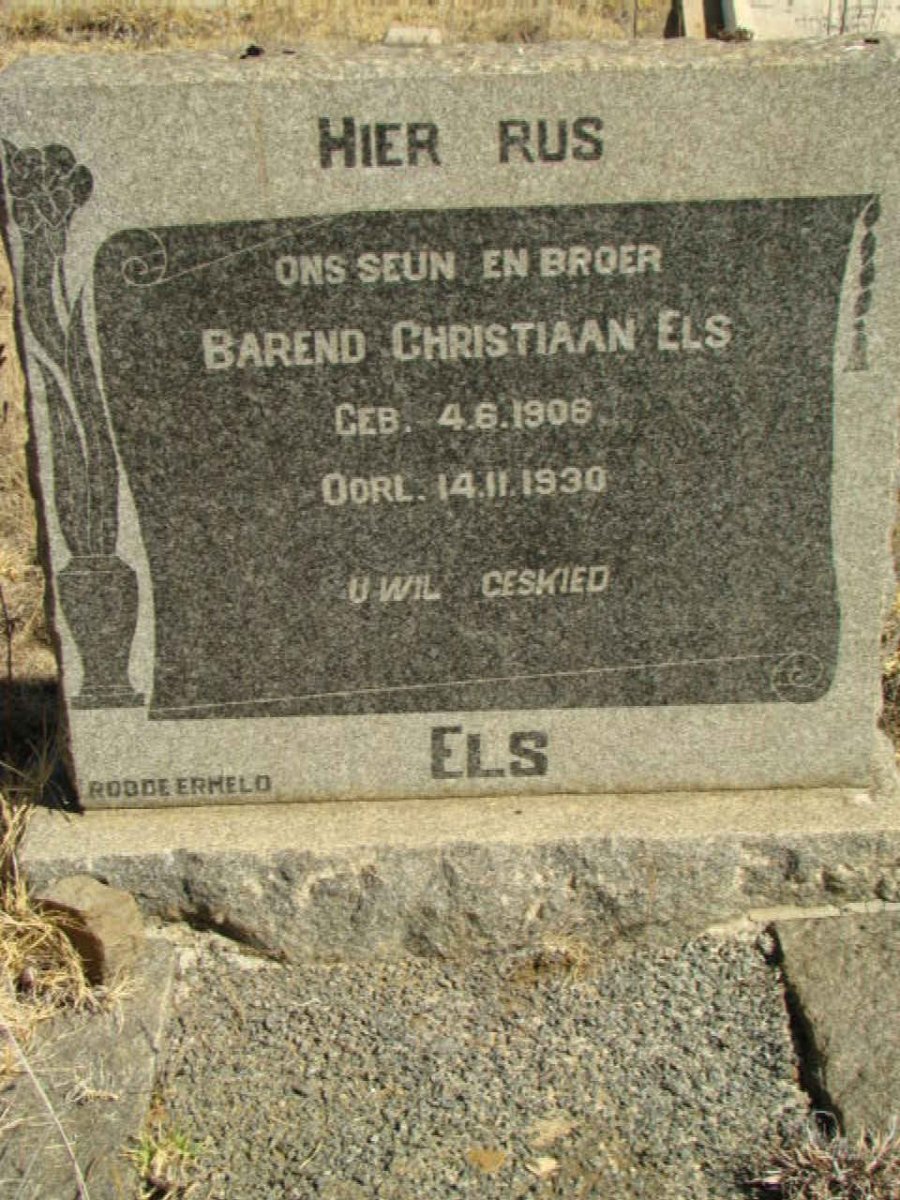 HIER RUS
ONS SEUN EN BROER
BAREND CHRISTIAAN ELS
GEB. 4.6.1906
OORL. 14.11.1930
U WIL GESKIED
ELS
ROODE ERMELO